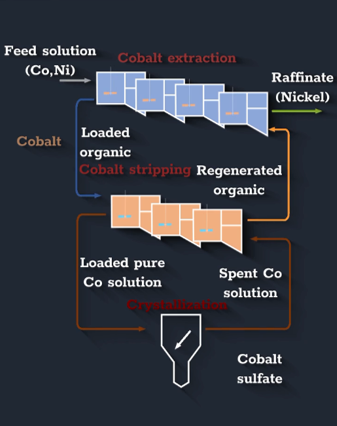 Feed solution
(Co,Ni)
Cobalt extraction
Raffinate
(Nickel)
Cobalt
Loaded
organic
Cobalt stripping
Regenerated
organic
Loaded pure
Co solution
Spent Co
solution
Crystallization
Cobalt
sulfate